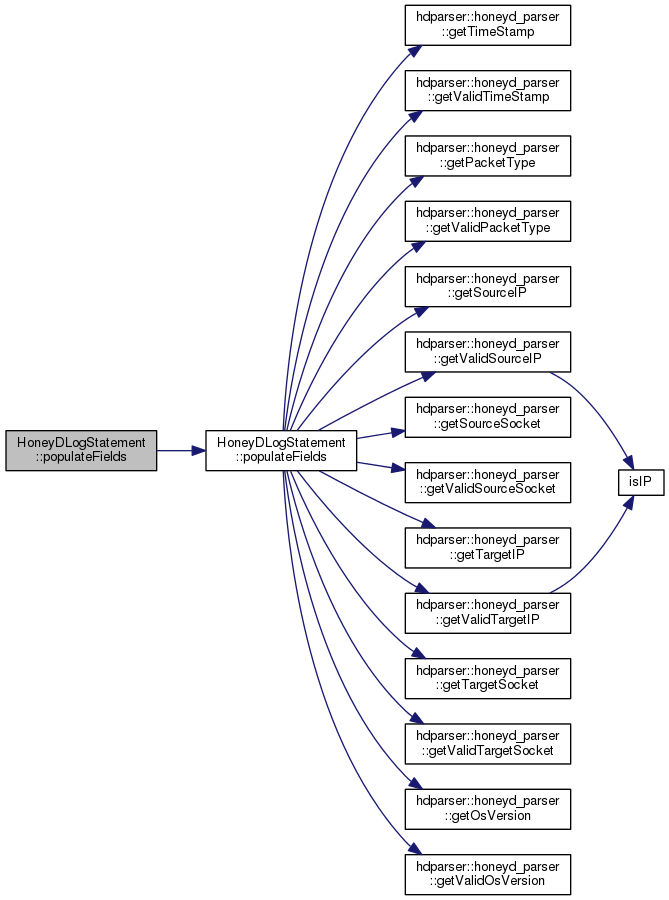 hdparser::honeyd_parser
::getTimeStamp
hdparser::honeyd_parser
::getValidTimeStamp
hdparser::honeyd_parser
::getPacketType
hdparser::honeyd_parser
::getValidPacketType
hdparser::honeyd_parser
::getSourceIP
hdparser::honeyd_parser
::getValidSourceIP
hdparser::honeyd_parser
::getSourceSocket
HoneyDLogStatement
::populateFields
HoneyDLogStatement
::populateFields
hdparser::honeyd_parser
::getValidSourceSocket
isIP
hdparser::honeyd_parser
::getTargetIP
hdparser::honeyd_parser
::getValidTargetIP
hdparser::honeyd_parser
::getTargetSocket
hdparser::honeyd_parser
::getValidTargetSocket
hdparser::honeyd_parser
::getOsVersion
hdparser::honeyd_parser
::getValidOsVersion